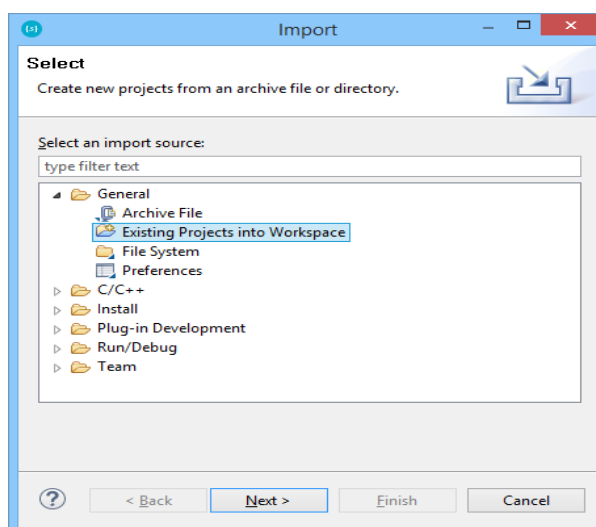 {s}
Import
Select
Create new projects from an archive file or directory.
Select an import source:
type filter text
General
Archive File
Existing Projects into Workspace
File System
Preferences
C/C++
Install
Plug-in Development
Run/Debug
Team
? < Back Next > Finish Cancel